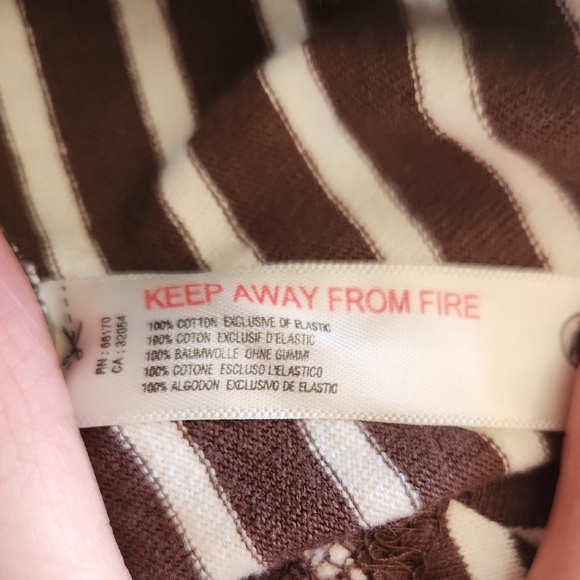 KEEP AWAY FROM FIRE
100% COTTON EXCLUSIVE OF ELASTIC
100% COTON EXCLUSIF D'ELASTIC
100% BAUMWOLLE OHNE GUMMI
100% COTONE ESCLUSO L'ELASTICO
100% ALGODON EXCLUSIVO DE ELASTIC
RN : 66170
CA : 32054